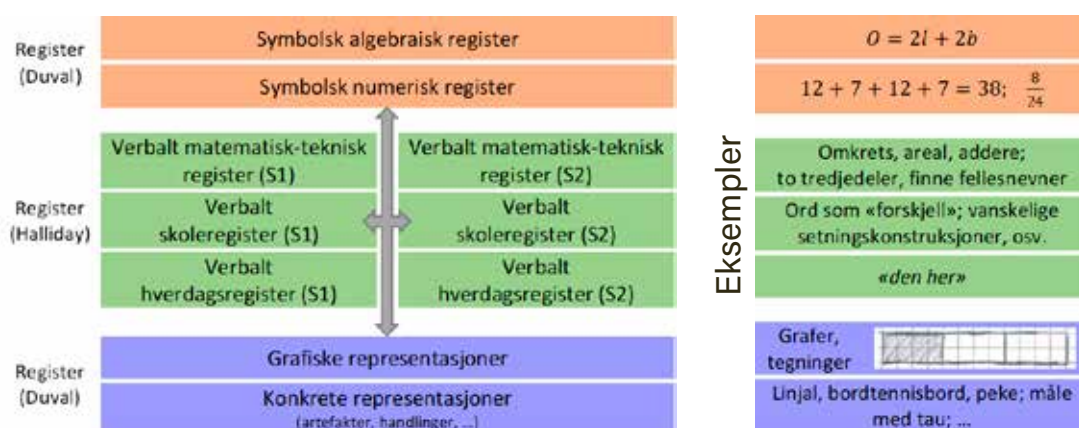 Register
(Duval)
Symbolsk algebraisk register
Symbolsk numerisk register
Register
(Halliday)
Verbalt matematisk-teknisk
register (S1)
Verbalt matematisk-teknisk
register (S2)
Verbalt
skoleregister (S1)
Verbalt
skoleregister (S2)
Verbalt
hverdagsregister (S1)
Verbalt
hverdagsregister (S2)
Register
(Duval)
Grafiske representasjoner
Konkrete representasjoner
(artefakter, handlinger, ...)
Eksempler
O = 2l + 2b
12 + 7 + 12 + 7 = 38; 8/24
Omkrets, areal, addere;
to tredjedeler, finne fellesnevner
Ord som «forskjell»; vanskelige
setningskonstruksjoner, osv.
«den her»
Grafer,
tegninger
Linjal, bordtennisbord, peke; måle
med tau; ...